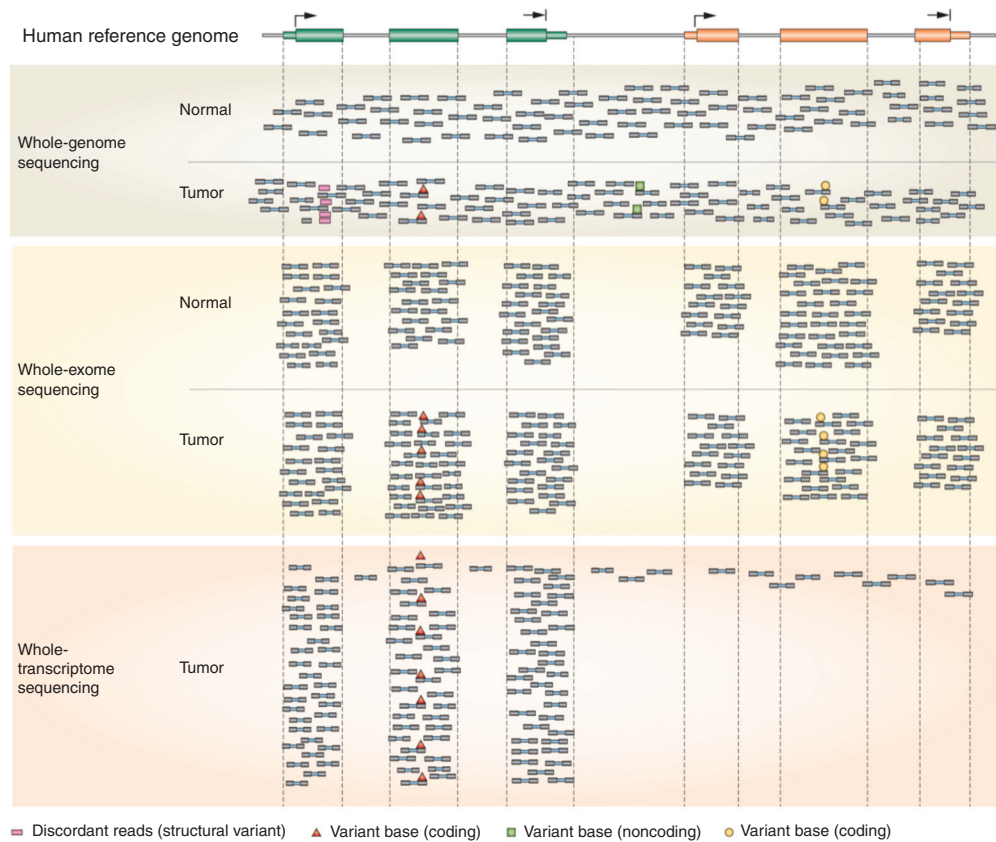 Human reference genome
Normal
Whole-genome
sequencing
Tumor
Normal
Whole-exome
sequencing
Tumor
Whole-
transcriptome
sequencing
Tumor
Discordant reads (structural variant)
Variant base (coding)
Variant base (noncoding)
Variant base (coding)